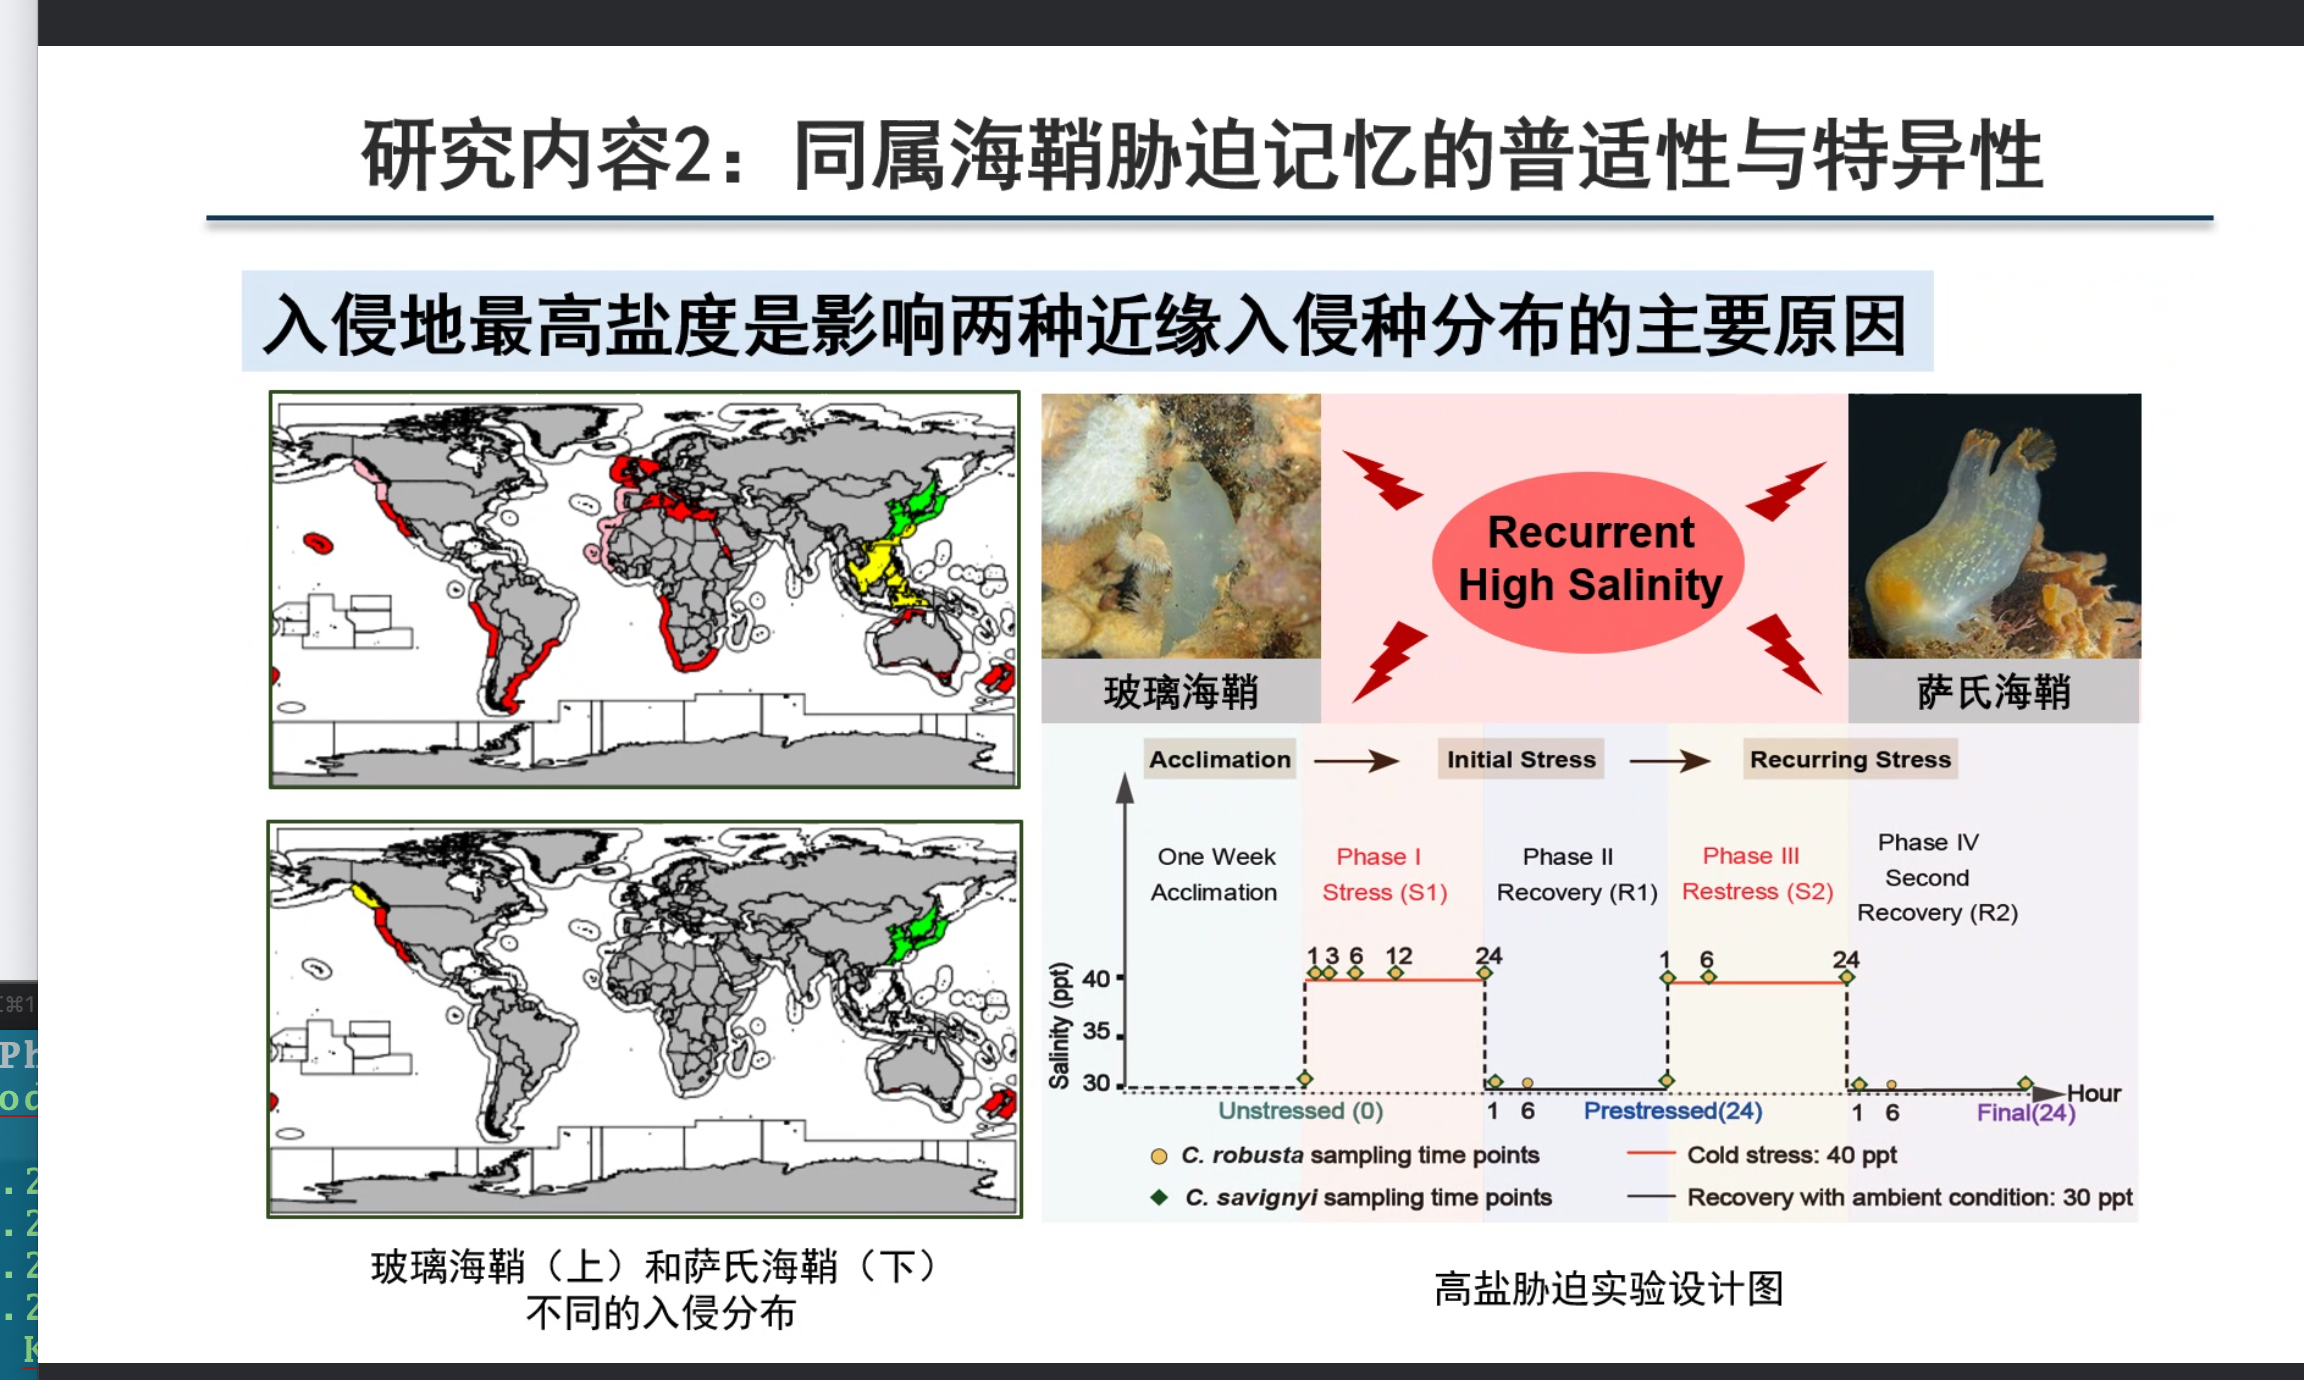 研究内容2：同属海鞘胁迫记忆的普适性与特异性
入侵地最高盐度是影响两种近缘入侵种分布的主要原因
Recurrent
High Salinity
玻璃海鞘
萨氏海鞘
Acclimation
Initial Stress
Recurring Stress
One Week
Acclimation
Phase I
Stress (S1)
Phase II
Recovery (R1)
Phase III
Restress (S2)
Phase IV
Second
Recovery (R2)
Salinity (ppt)
40
35
30
1 3 6 12 24
1 6 24
Unstressed (0)
1 6
Prestressed(24)
1 6
Final(24)
Hour
C. robusta sampling time points
Cold stress: 40 ppt
C. savignyi sampling time points
Recovery with ambient condition: 30 ppt
玻璃海鞘（上）和萨氏海鞘（下）
不同的入侵分布
高盐胁迫实验设计图
⌘1
Ph
od
.2
.2
.2
.2
K